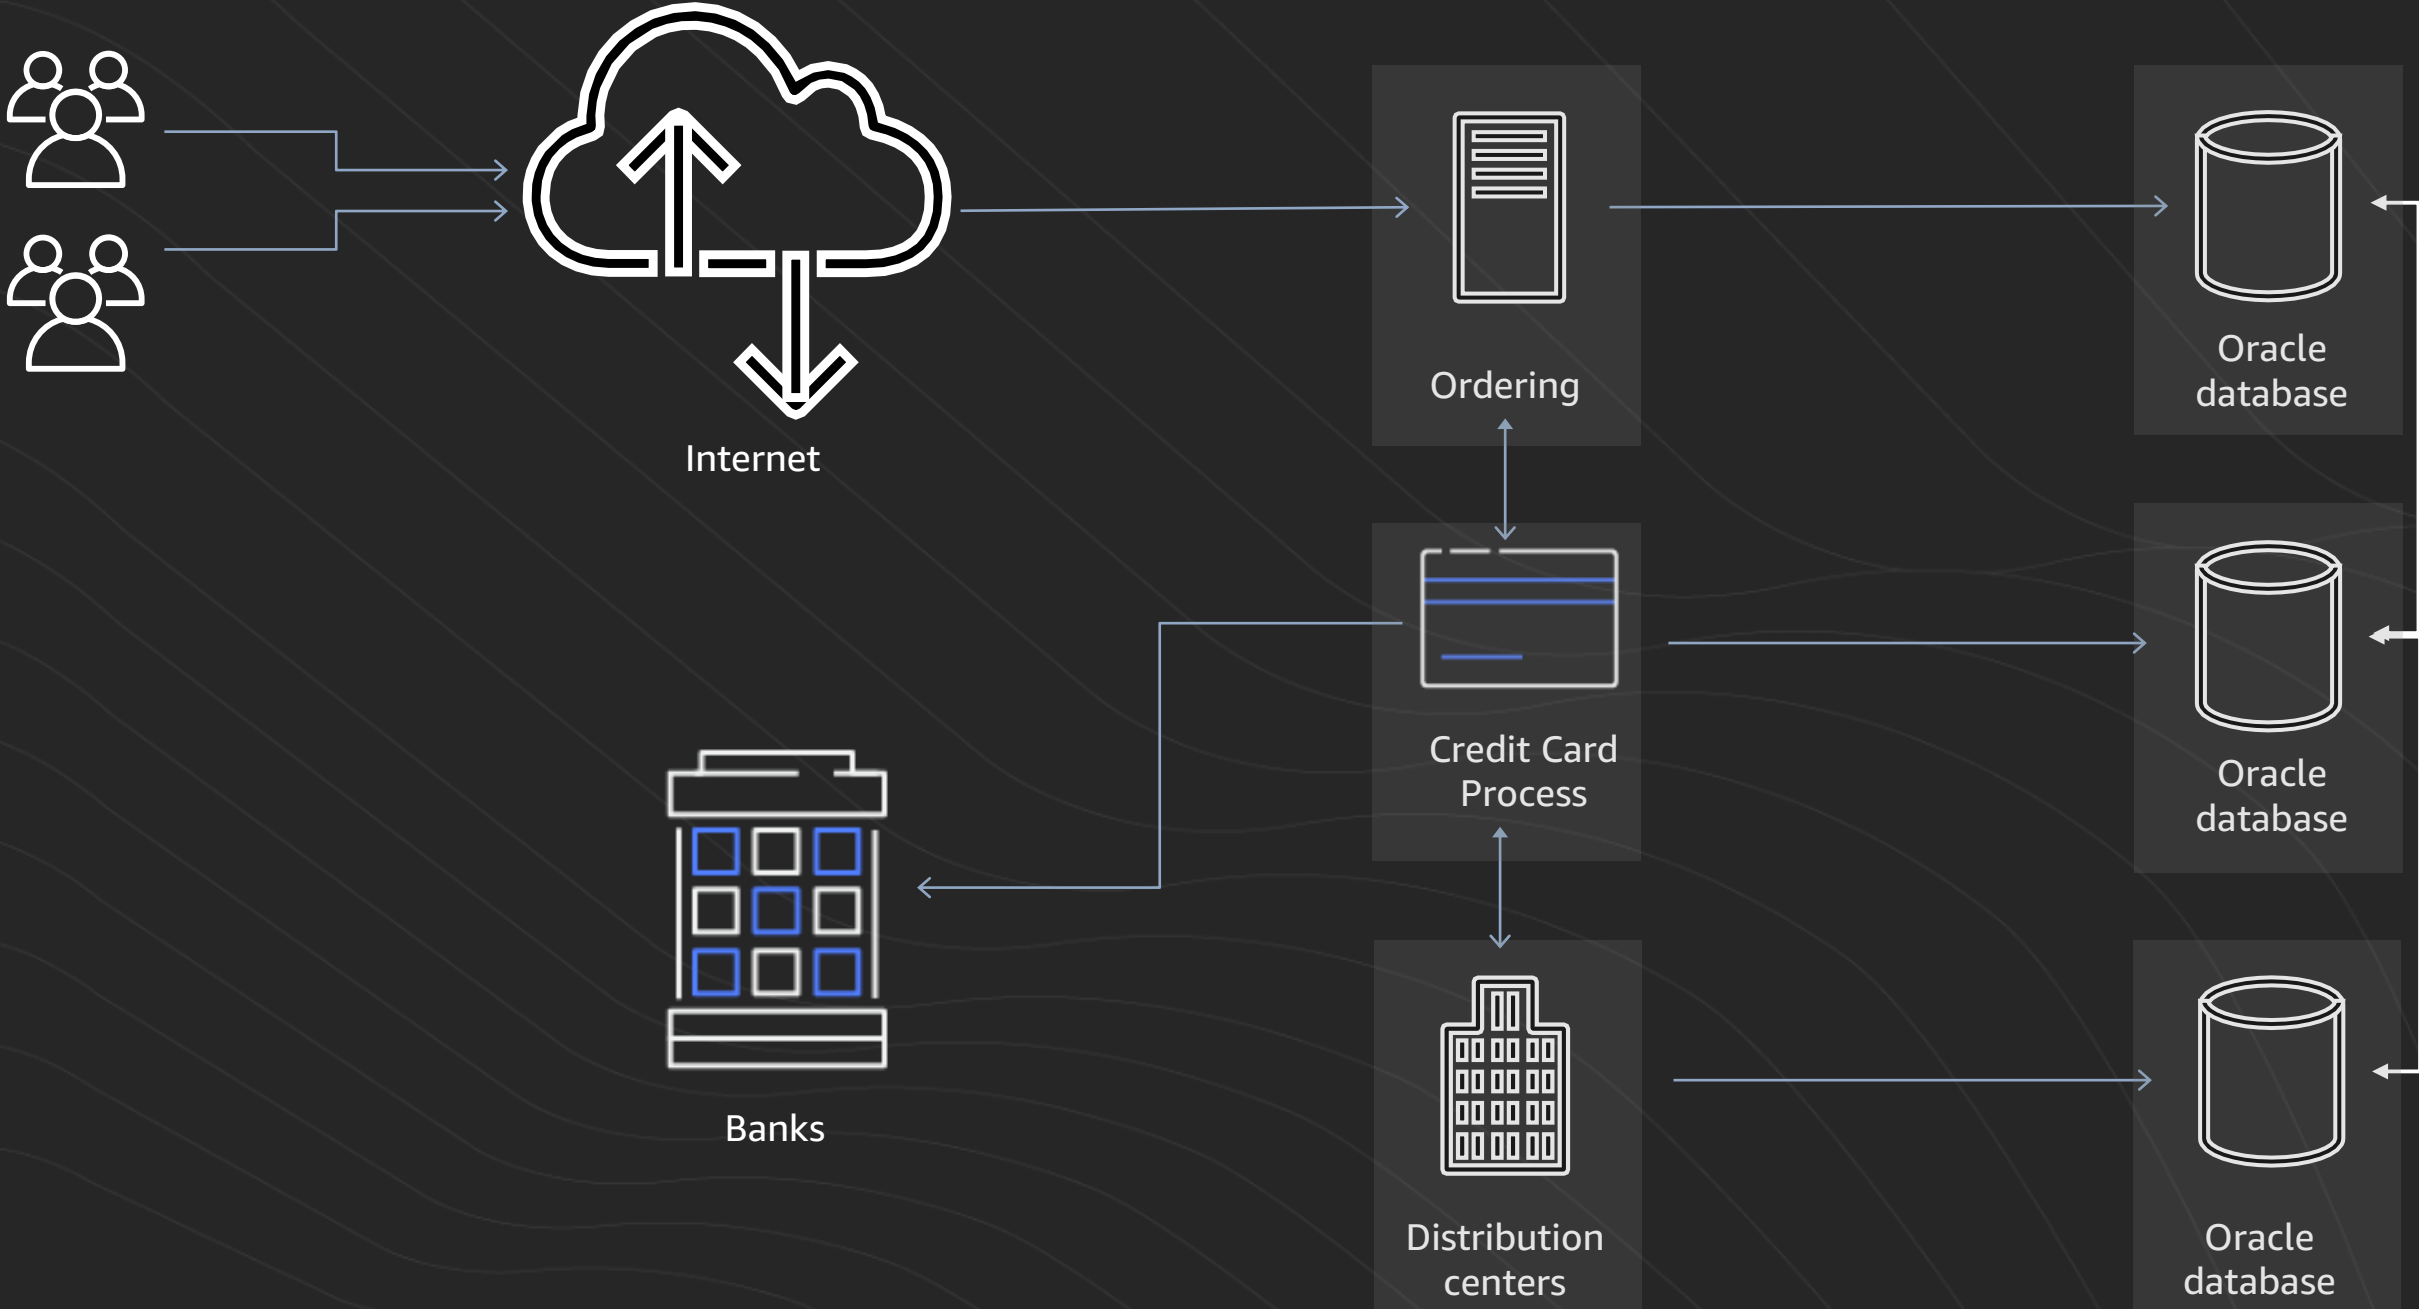 Internet
Ordering
Oracle
database
Credit Card
Process
Oracle
database
Banks
Distribution
centers
Oracle
database